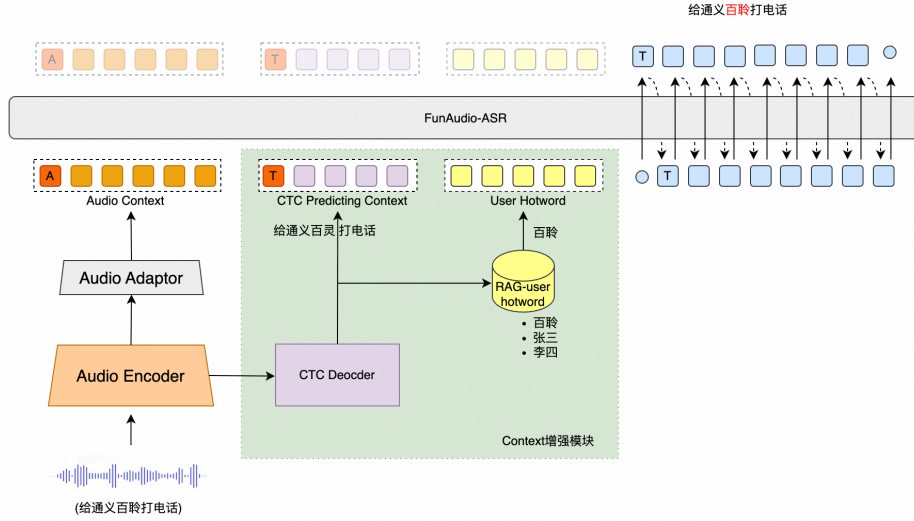 给通义百聆打电话
A
T
T
FunAudio-ASR
A
T
T
Audio Context
CTC Predicting Context
User Hotword
给通义百灵 打电话
百聆
Audio Adaptor
RAG-user
hotword
• 百聆
• 张三
• 李四
Audio Encoder
CTC Deocder
Context增强模块
(给通义百聆打电话)